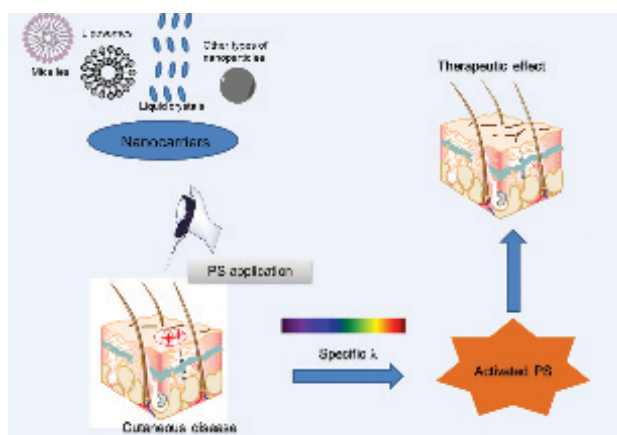 Liposomes
Micelles
Other types of
nanoparticles
Liquid crystals
Nanocarriers
Therapeutic effect
PS application
Specific λ
Activated PS
Cutaneous disease